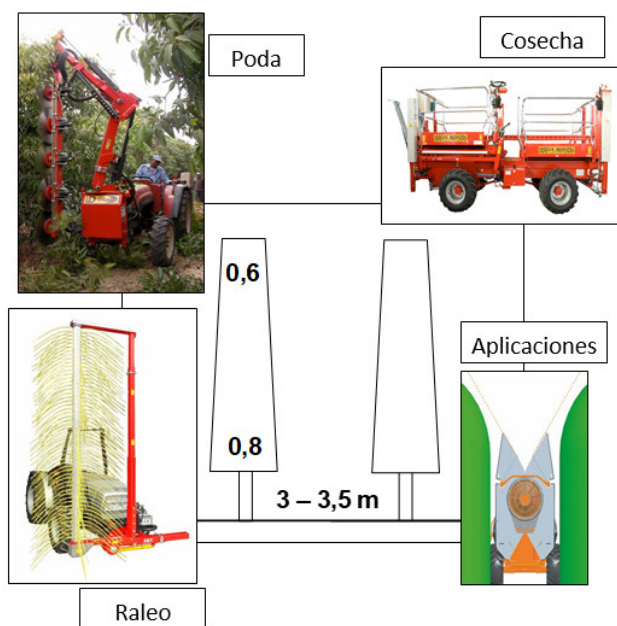 Poda
Cosecha
0,6
0,8
Aplicaciones
3 – 3,5 m
Raleo